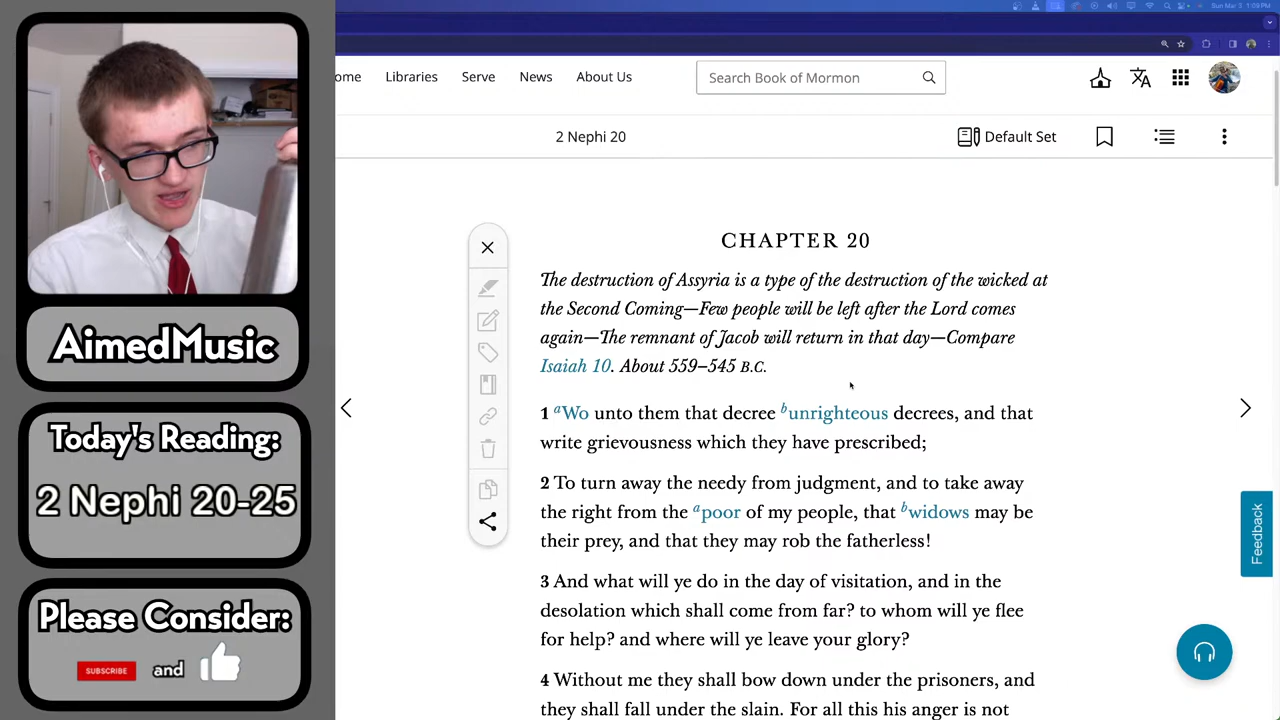 Sun Mar 3 1:09 PM
ome Libraries Serve News About Us
Search Book of Mormon
2 Nephi 20
Default Set
CHAPTER 20
The destruction of Assyria is a type of the destruction of the wicked at
the Second Coming—Few people will be left after the Lord comes
again—The remnant of Jacob will return in that day—Compare
Isaiah 10. About 559–545 B.C.
1 aWo unto them that decree bunrighteous decrees, and that
write grievousness which they have prescribed;
2 To turn away the needy from judgment, and to take away
the right from the apoor of my people, that bwidows may be
their prey, and that they may rob the fatherless!
3 And what will ye do in the day of visitation, and in the
desolation which shall come from far? to whom will ye flee
for help? and where will ye leave your glory?
4 Without me they shall bow down under the prisoners, and
they shall fall under the slain. For all this his anger is not
Feedback
AimedMusic
Today's Reading:
2 Nephi 20-25
Please Consider:
SUBSCRIBE and